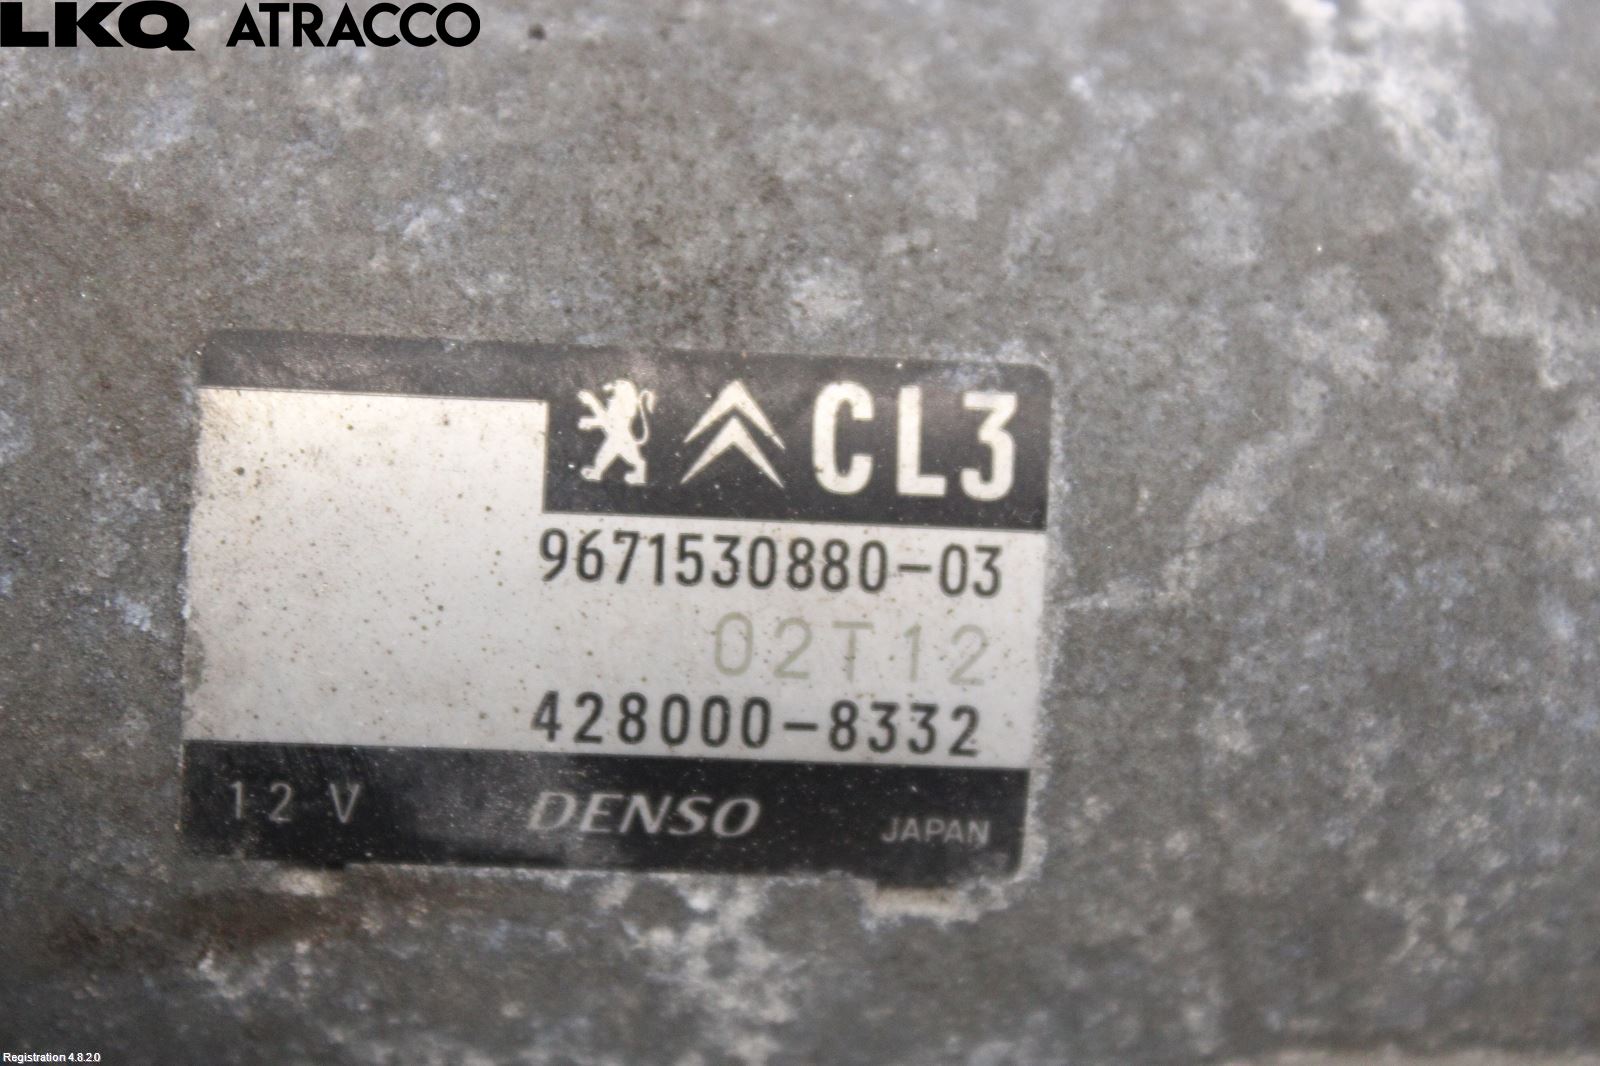 LKQ ATRACCO
CL3
9671530880-03
02T12
428000-8332
12 V DENSO JAPAN
Registration 4.8.2.0